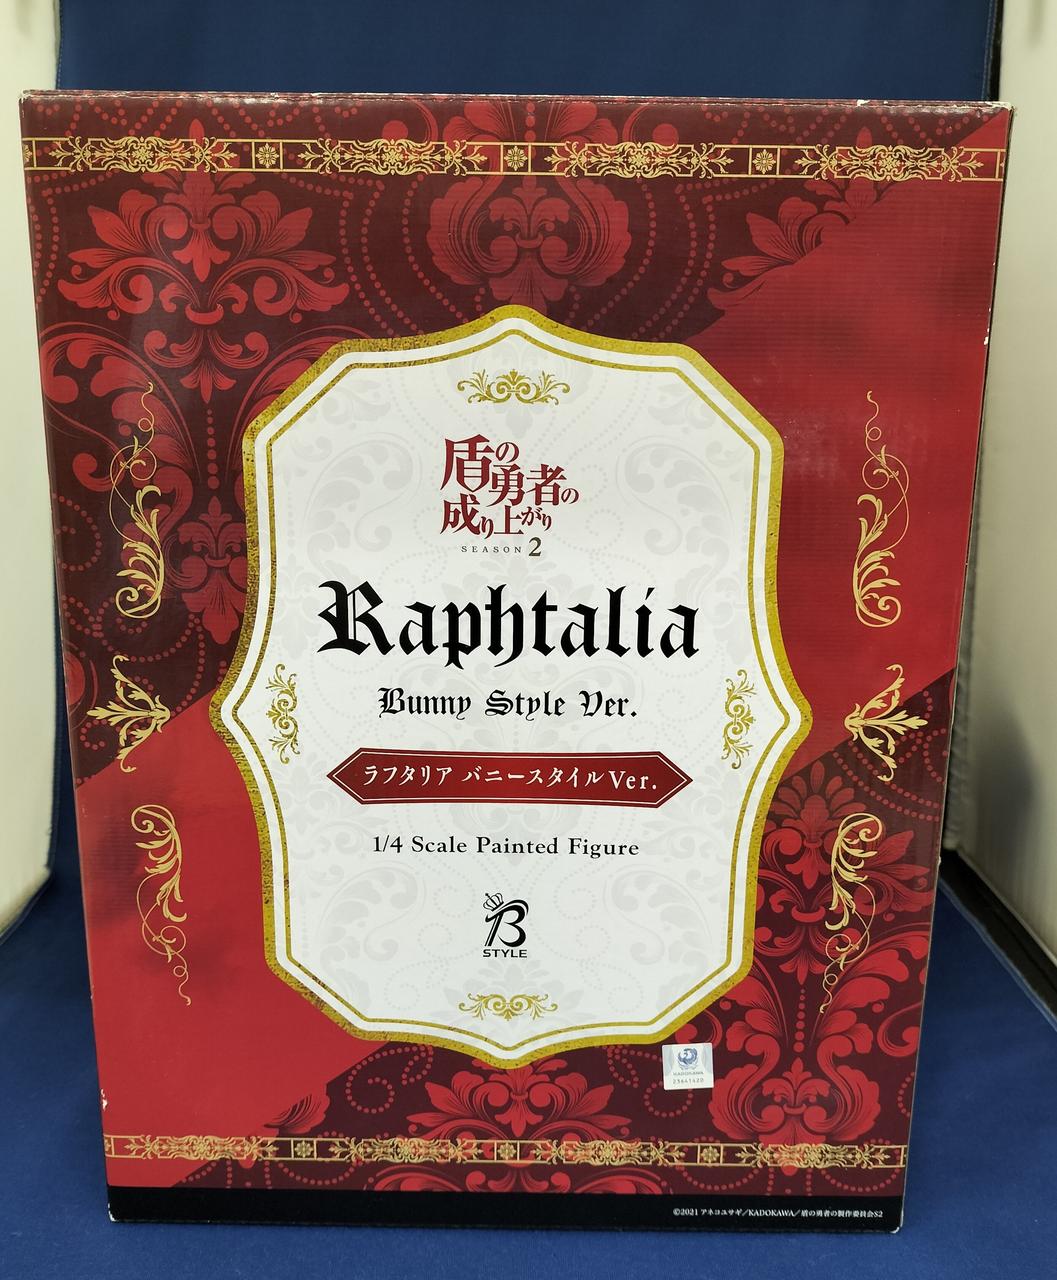 盾の勇者の
成り上がり
SEASON 2
Raphtalia
Bunny Style Ver.
ラフタリア バニースタイルVer.
1/4 Scale Painted Figure
B
STYLE
KADOKAWA
23641420
©2021 アネコユサギ／KADOKAWA／盾の勇者の製作委員会S2